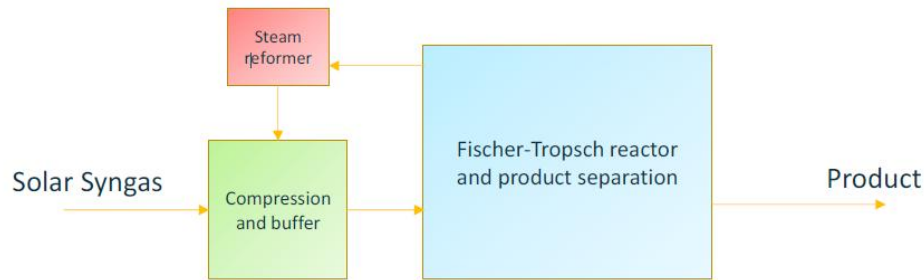 Steam
reformer
Solar Syngas
Compression
and buffer
Fischer-Tropsch reactor
and product separation
Product